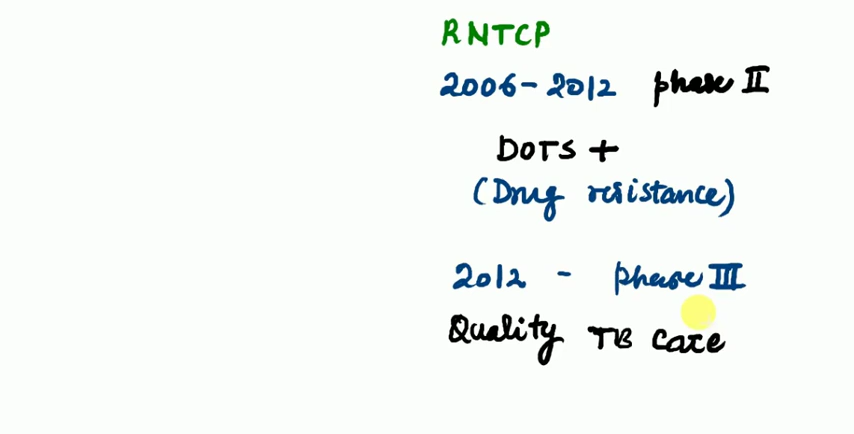 RNTCP
2006-2012 phase II
DOTS +
(Drug resistance)
2012 - phase III
Quality TB care